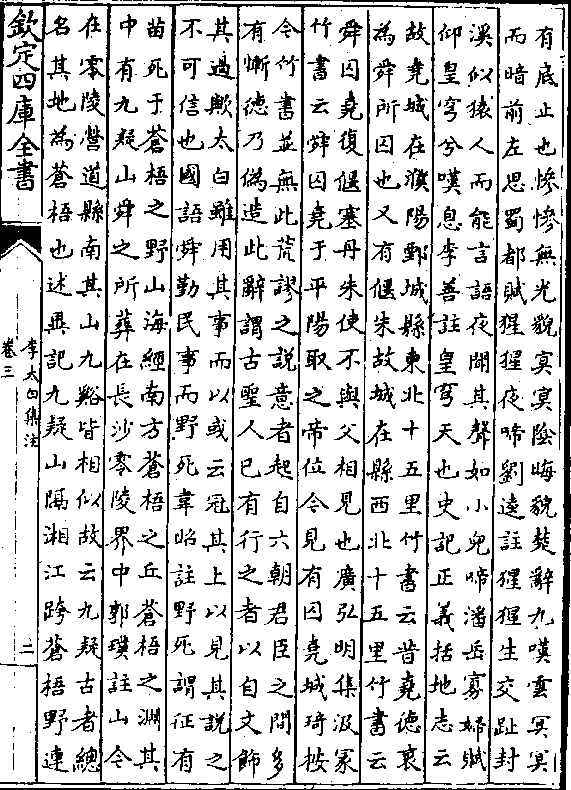 有底止也慘慘無光貌冥冥陰晦貌楚辭九嘆雲冥冥
而暗前左思蜀都賦猩猩夜啼劉逵註猩猩生交趾封
溪似猿人面能言語夜聞其聲如小兒啼潘岳寡婦賦
仰皇穹兮嘆息李善註皇穹天也史記正義括地志云
故堯城在濮陽鄄城縣東北十五里竹書云昔堯德衰
為舜所囚也又有偃朱故城在縣西北十五里竹書云
舜囚堯復偃塞丹朱使不與父相見也廣弘明集汲冢
竹書云舜囚堯于平陽取之帝位今見有囚堯城琦按
今竹書並無此荒謬之説意者起自六朝君臣之間多
有慚德乃偽造此辭謂古聖人已有行之者以自文飾
其過歟太白雖用其事而以或云冠其上以見其説之
不可信也國語舜勤民事而野死韋昭註野死謂征有
苗死于蒼梧之野山海經南方蒼梧之丘蒼梧之淵其
中有九疑山舜之所葬在長沙零陵界中郭璞註山今
在零陵營道縣南其山九谿皆相似故云九疑古者總
名其地為蒼梧也述異記九疑山隔湘江跨蒼梧野連
欽定四庫全書
李太白集注
卷三
二